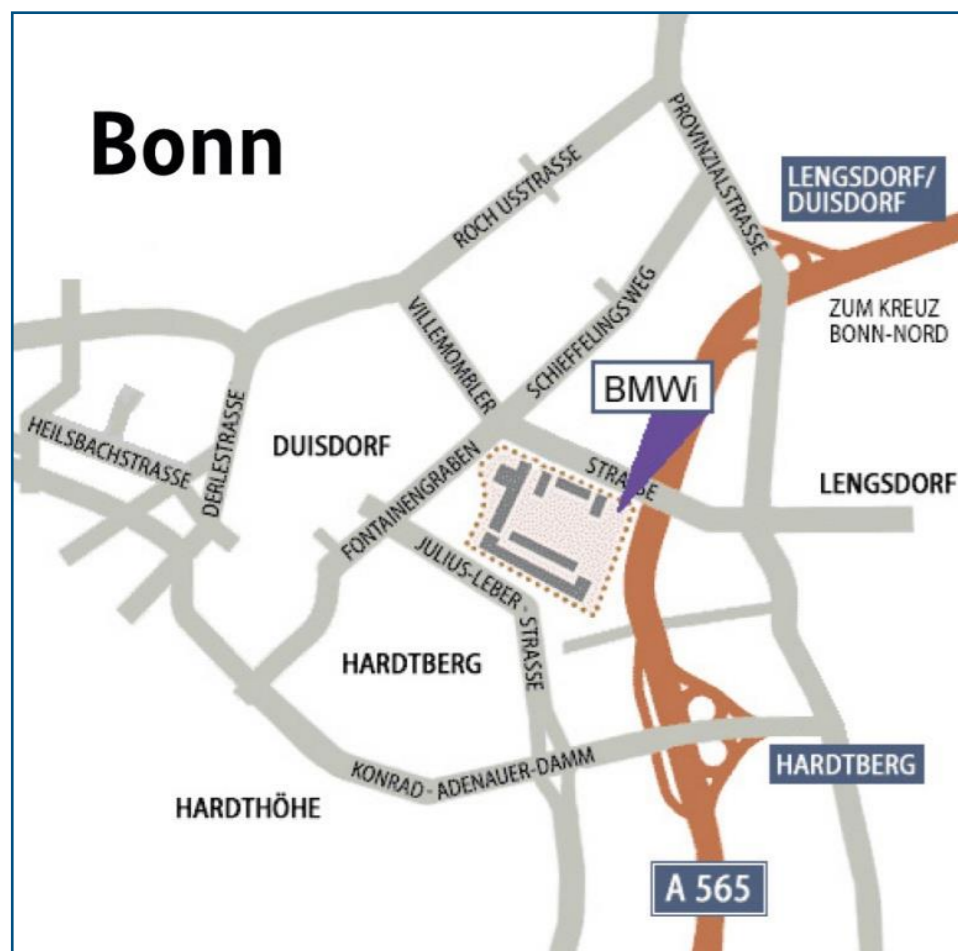 Bonn
PROVINZIALSTRASSE
LENGSDORF/
DUISDORF
ROCH USSTRASSE
ZUM KREUZ
BONN-NORD
VILLEMOMBLER
SCHIEFFELINGSWEG
BMWi
HEILSBACHSTRASSE
DERLESTRASSE
DUISDORF
FONTAINENGRABEN
STRASSE
LENGSDORF
JULIUS-LEBER - STRASSE
HARDTBERG
KONRAD - ADENAUER-DAMM
HARDTBERG
HARDTHÖHE
A 565